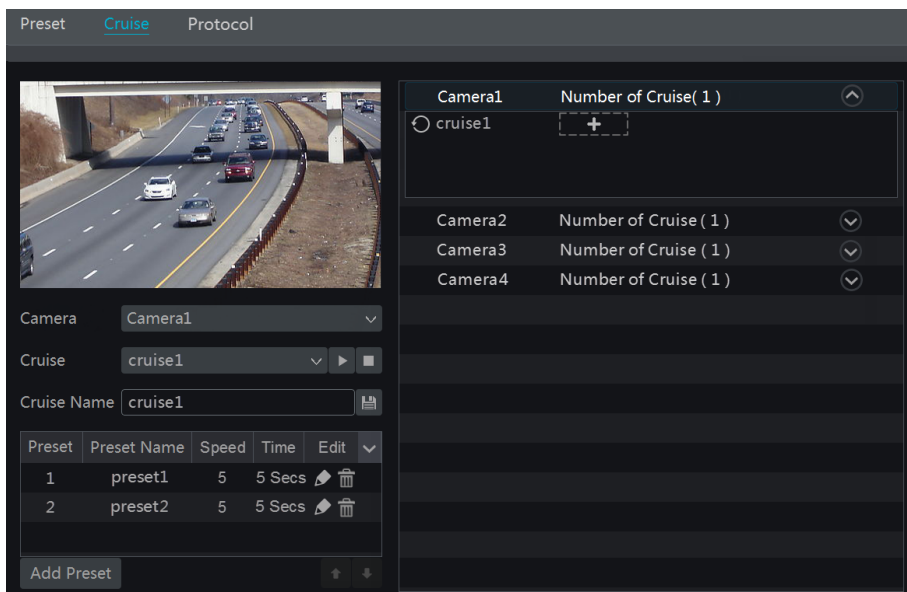 Preset Cruise Protocol
Camera Camera1
Cruise cruise1
Cruise Name cruise1
Preset Preset Name Speed Time Edit
1 preset1 5 5 Secs
2 preset2 5 5 Secs
Add Preset
Camera1 Number of Cruise( 1 )
cruise1 +
Camera2 Number of Cruise ( 1 )
Camera3 Number of Cruise ( 1 )
Camera4 Number of Cruise ( 1 )